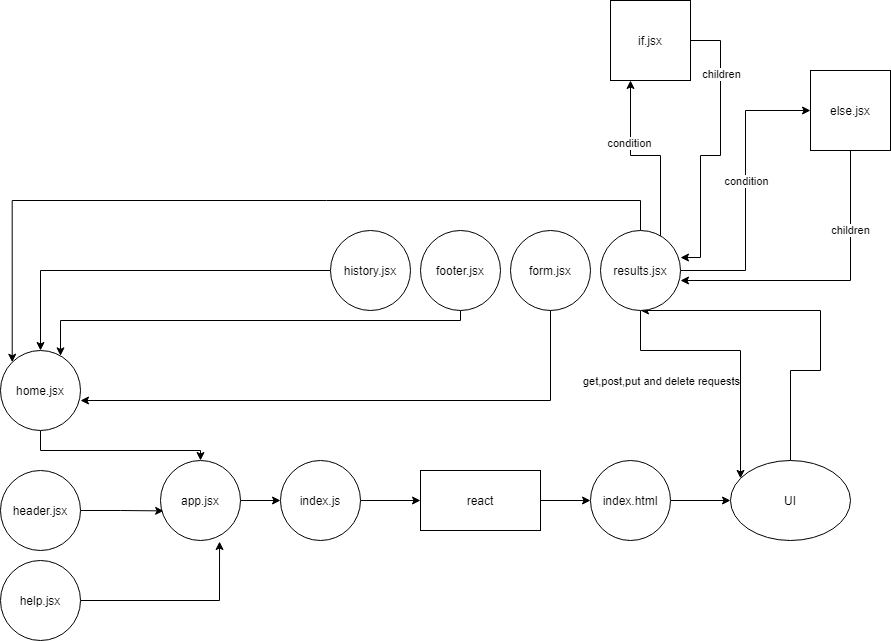 if.jsx
children
else.jsx
condition
condition
children
history.jsx
footer.jsx
form.jsx
results.jsx
get,post,put and delete requests
home.jsx
app.jsx
index.js
react
index.html
UI
header.jsx
help.jsx